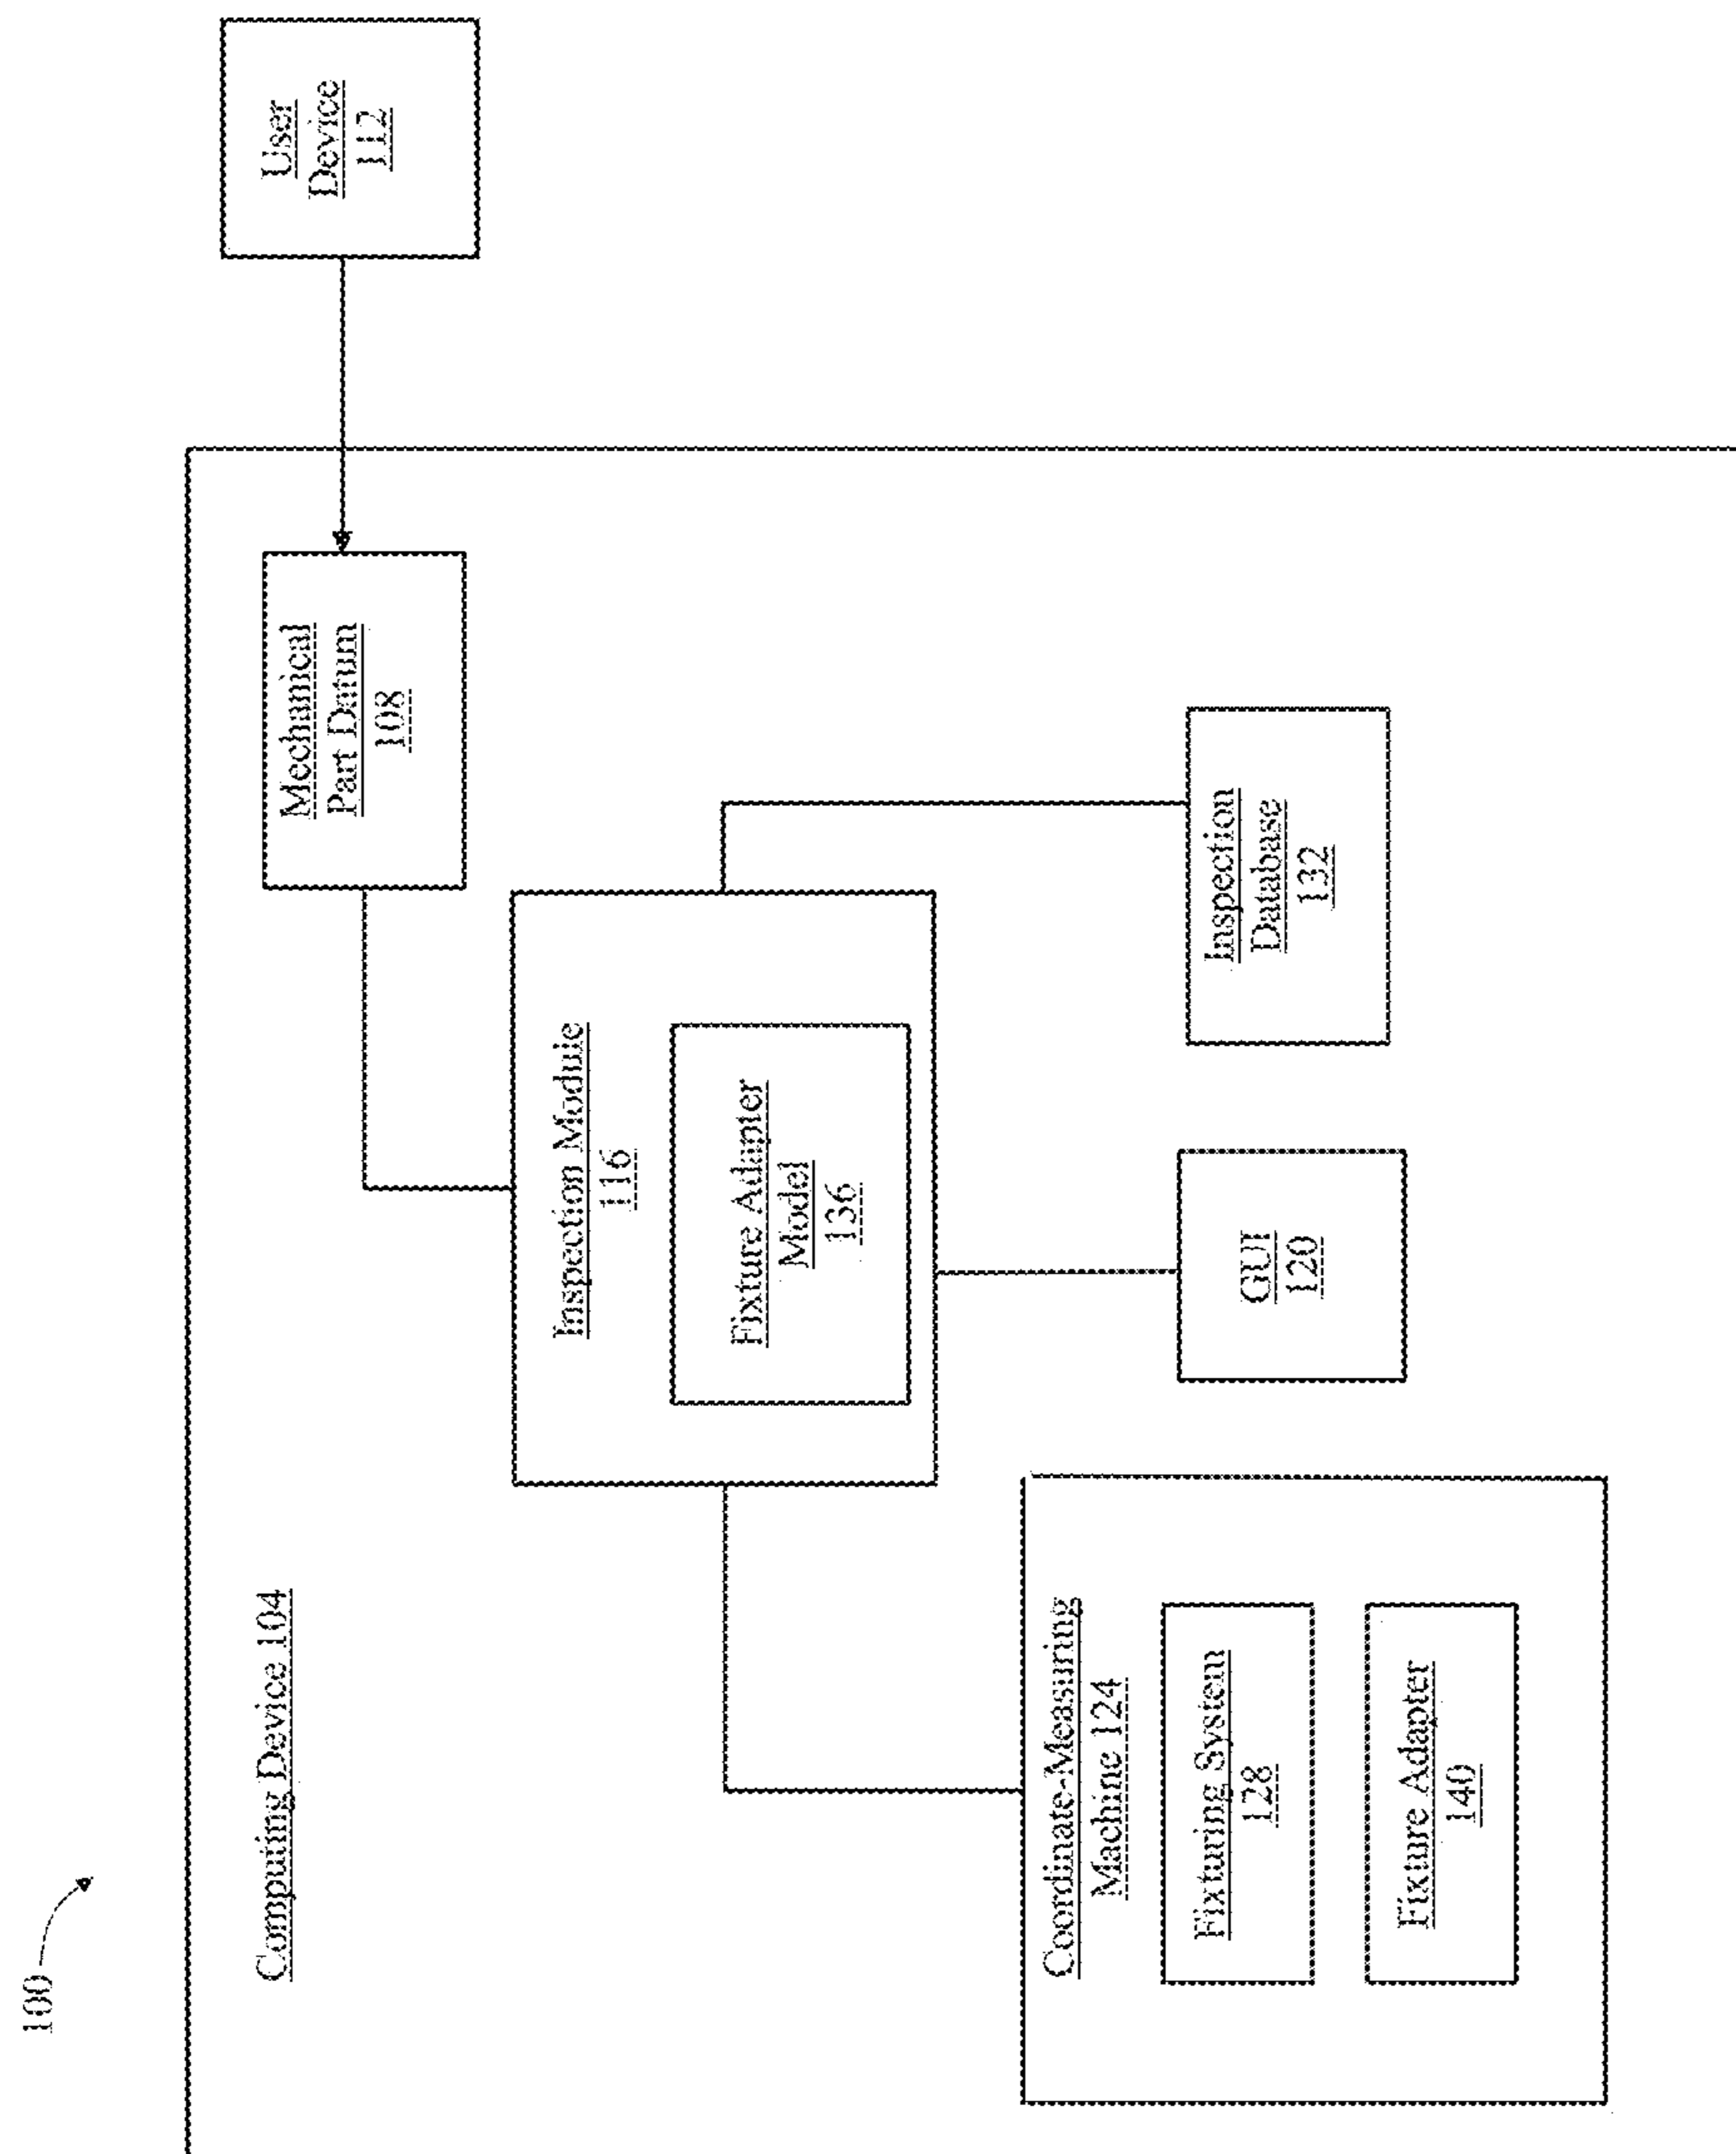 100
Computing Device 104
User
Device
112
Mechanical
Part Datum
108
Inspection Module
116
Fixture Adapter
Model
136
Coordinate-Measuring
Machine 124
Fixturing System
128
Fixture Adapter
140
GUI
120
Inspection
Database
132